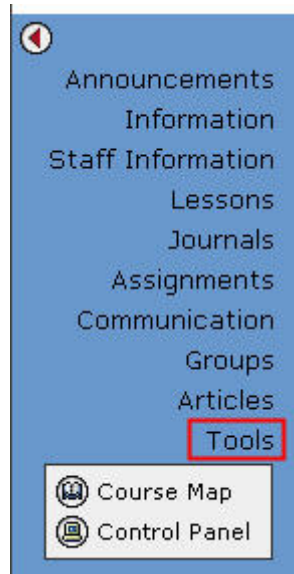 Announcements
Information
Staff Information
Lessons
Journals
Assignments
Communication
Groups
Articles
Tools
Course Map
Control Panel